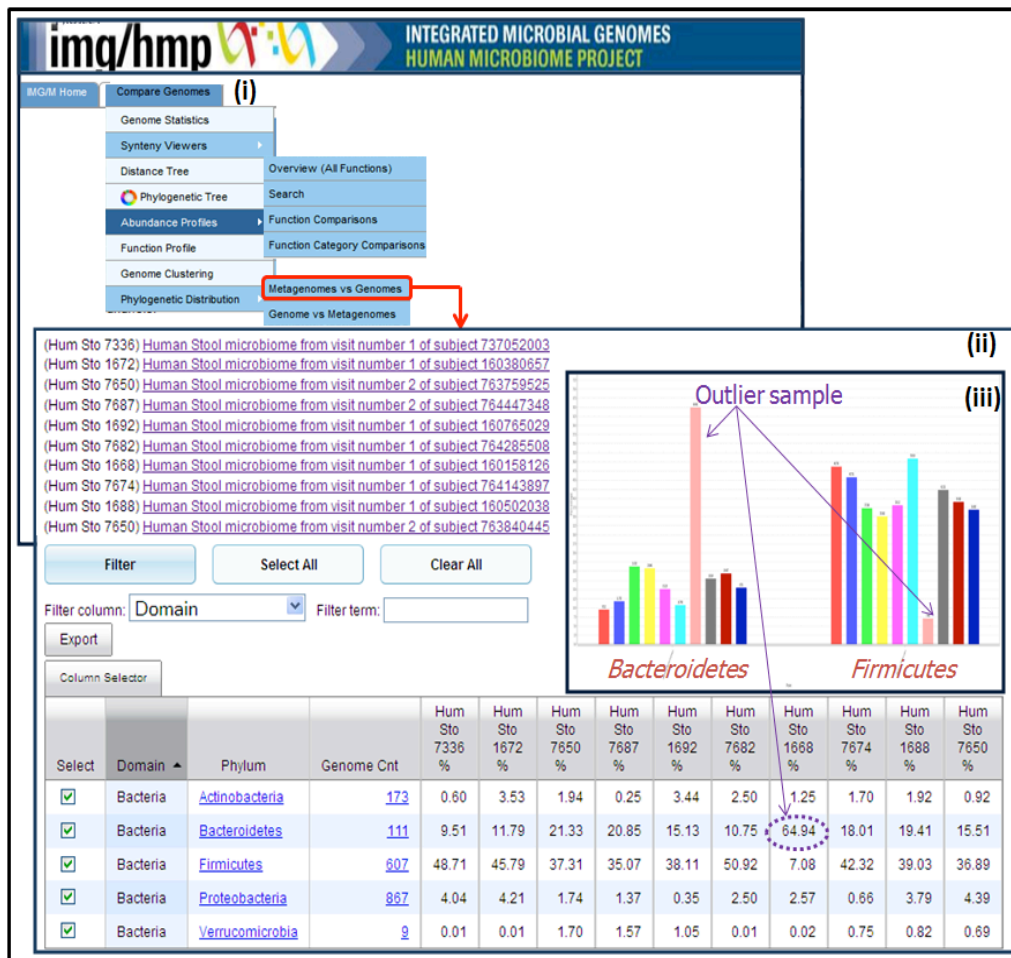 img/hmp
INTEGRATED MICROBIAL GENOMES
HUMAN MICROBIOME PROJECT
IMG/M Home
Compare Genomes
(i)
Genome Statistics
Synteny Viewers
Distance Tree
Phylogenetic Tree
Abundance Profiles
Function Profile
Genome Clustering
Phylogenetic Distribution
Overview (All Functions)
Search
Function Comparisons
Function Category Comparisons
Metagenomes vs Genomes
Genome vs Metagenomes
(ii)
(Hum Sto 7336) Human Stool microbiome from visit number 1 of subject 737052003
(Hum Sto 1672) Human Stool microbiome from visit number 1 of subject 160380657
(Hum Sto 7650) Human Stool microbiome from visit number 2 of subject 763759525
(Hum Sto 7687) Human Stool microbiome from visit number 2 of subject 764447348
(Hum Sto 1692) Human Stool microbiome from visit number 1 of subject 160765029
(Hum Sto 7682) Human Stool microbiome from visit number 1 of subject 764285508
(Hum Sto 1668) Human Stool microbiome from visit number 1 of subject 160158126
(Hum Sto 7674) Human Stool microbiome from visit number 1 of subject 764143897
(Hum Sto 1688) Human Stool microbiome from visit number 1 of subject 160502038
(Hum Sto 7650) Human Stool microbiome from visit number 2 of subject 763840445
(iii)
Outlier sample
Bacteroidetes Firmicutes
Filter Select All Clear All
Filter column: Domain Filter term:
Export
Column Selector
Select Domain Phylum Genome Cnt Hum Sto 7336 % Hum Sto 1672 % Hum Sto 7650 % Hum Sto 7687 % Hum Sto 1692 % Hum Sto 7682 % Hum Sto 1668 % Hum Sto 7674 % Hum Sto 1688 % Hum Sto 7650 %
Bacteria Actinobacteria 173 0.60 3.53 1.94 0.25 3.44 2.50 1.25 1.70 1.92 0.92
Bacteria Bacteroidetes 111 9.51 11.79 21.33 20.85 15.13 10.75 64.94 18.01 19.41 15.51
Bacteria Firmicutes 607 48.71 45.79 37.31 35.07 38.11 50.92 7.08 42.32 39.03 36.89
Bacteria Proteobacteria 867 4.04 4.21 1.74 1.37 0.35 2.50 2.57 0.66 3.79 4.39
Bacteria Verrucomicrobia 9 0.01 0.01 1.70 1.57 1.05 0.01 0.02 0.75 0.82 0.69